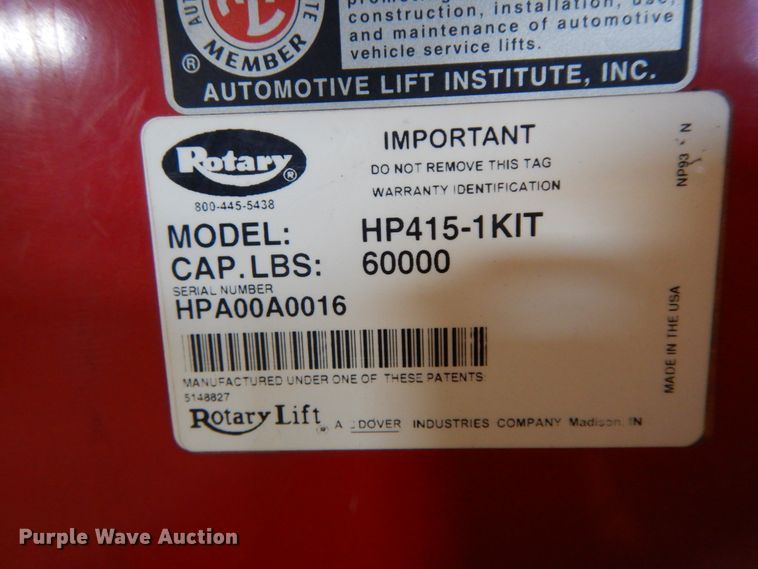 construction, installation, use,
and maintenance of automotive
vehicle service lifts.
MEMBER
®
AUTOMOTIVE LIFT INSTITUTE, INC.
Rotary®
800-445-5438
IMPORTANT
DO NOT REMOVE THIS TAG
WARRANTY IDENTIFICATION
NP93 N
MODEL: HP415-1KIT
CAP.LBS: 60000
SERIAL NUMBER
HPA00A0016
MANUFACTURED UNDER ONE OF THESE PATENTS
5148827
Rotary Lift® A DOVER INDUSTRIES COMPANY Madison, IN
MADE IN THE USA
Purple Wave Auction